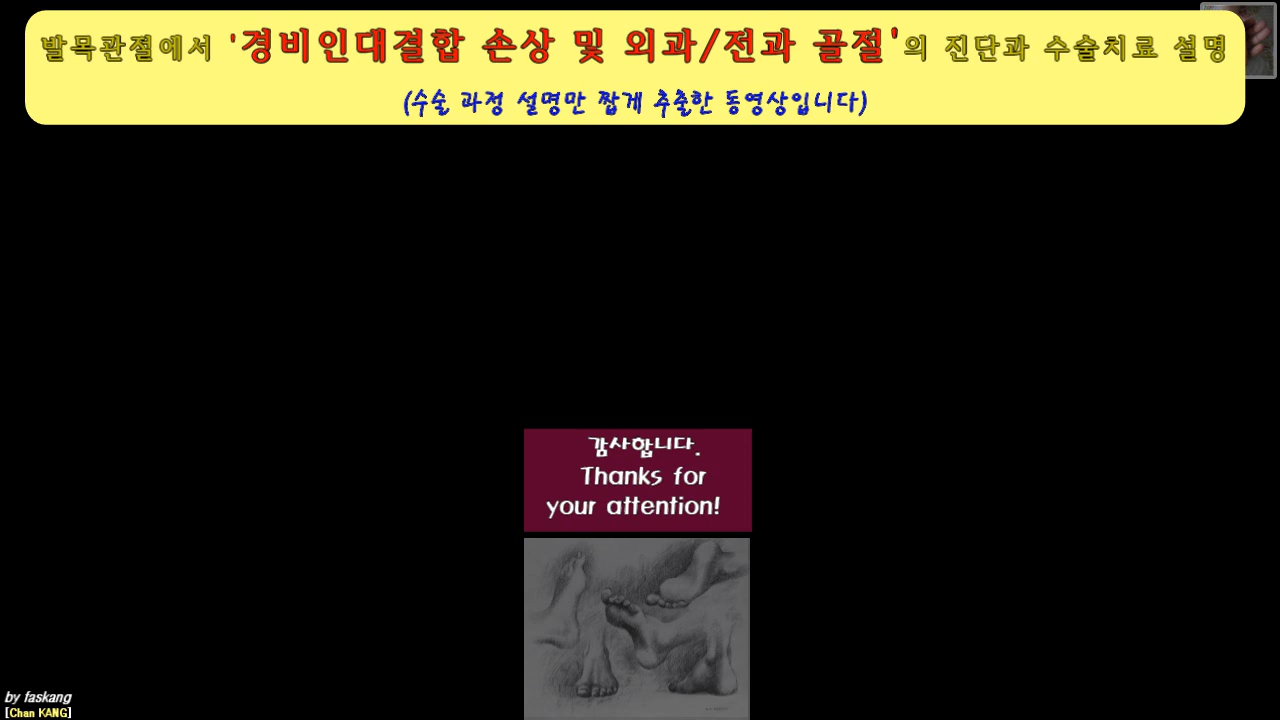 발목관절에서 '경비인대결합 손상 및 외과/전과 골절'의 진단과 수술치료 설명
(수술 과정 설명만 짧게 추출한 동영상입니다)
감사합니다.
Thanks for
your attention!
by faskang
[Chan KANG]